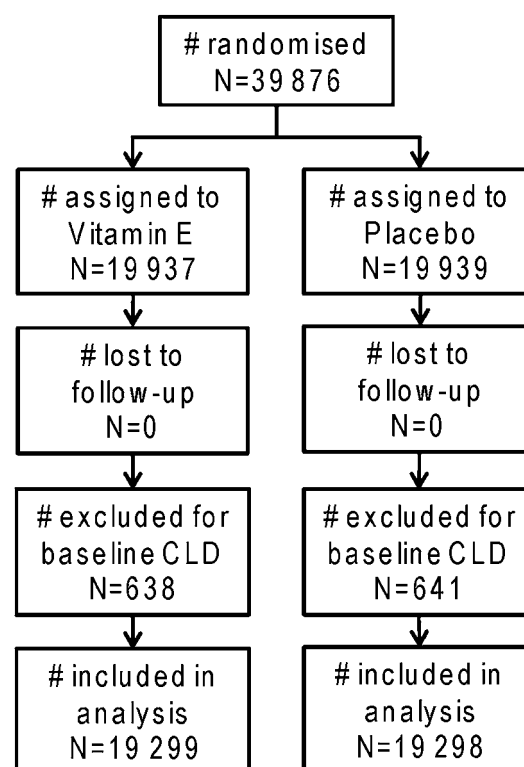 # randomised
N=39 876
# assigned to
Vitamin E
N=19 937
# lost to
follow-up
N=0
# excluded for
baseline CLD
N=638
# included in
analysis
N=19 299
# assigned to
Placebo
N=19 939
# lost to
follow-up
N=0
# excluded for
baseline CLD
N=641
# included in
analysis
N=19 298